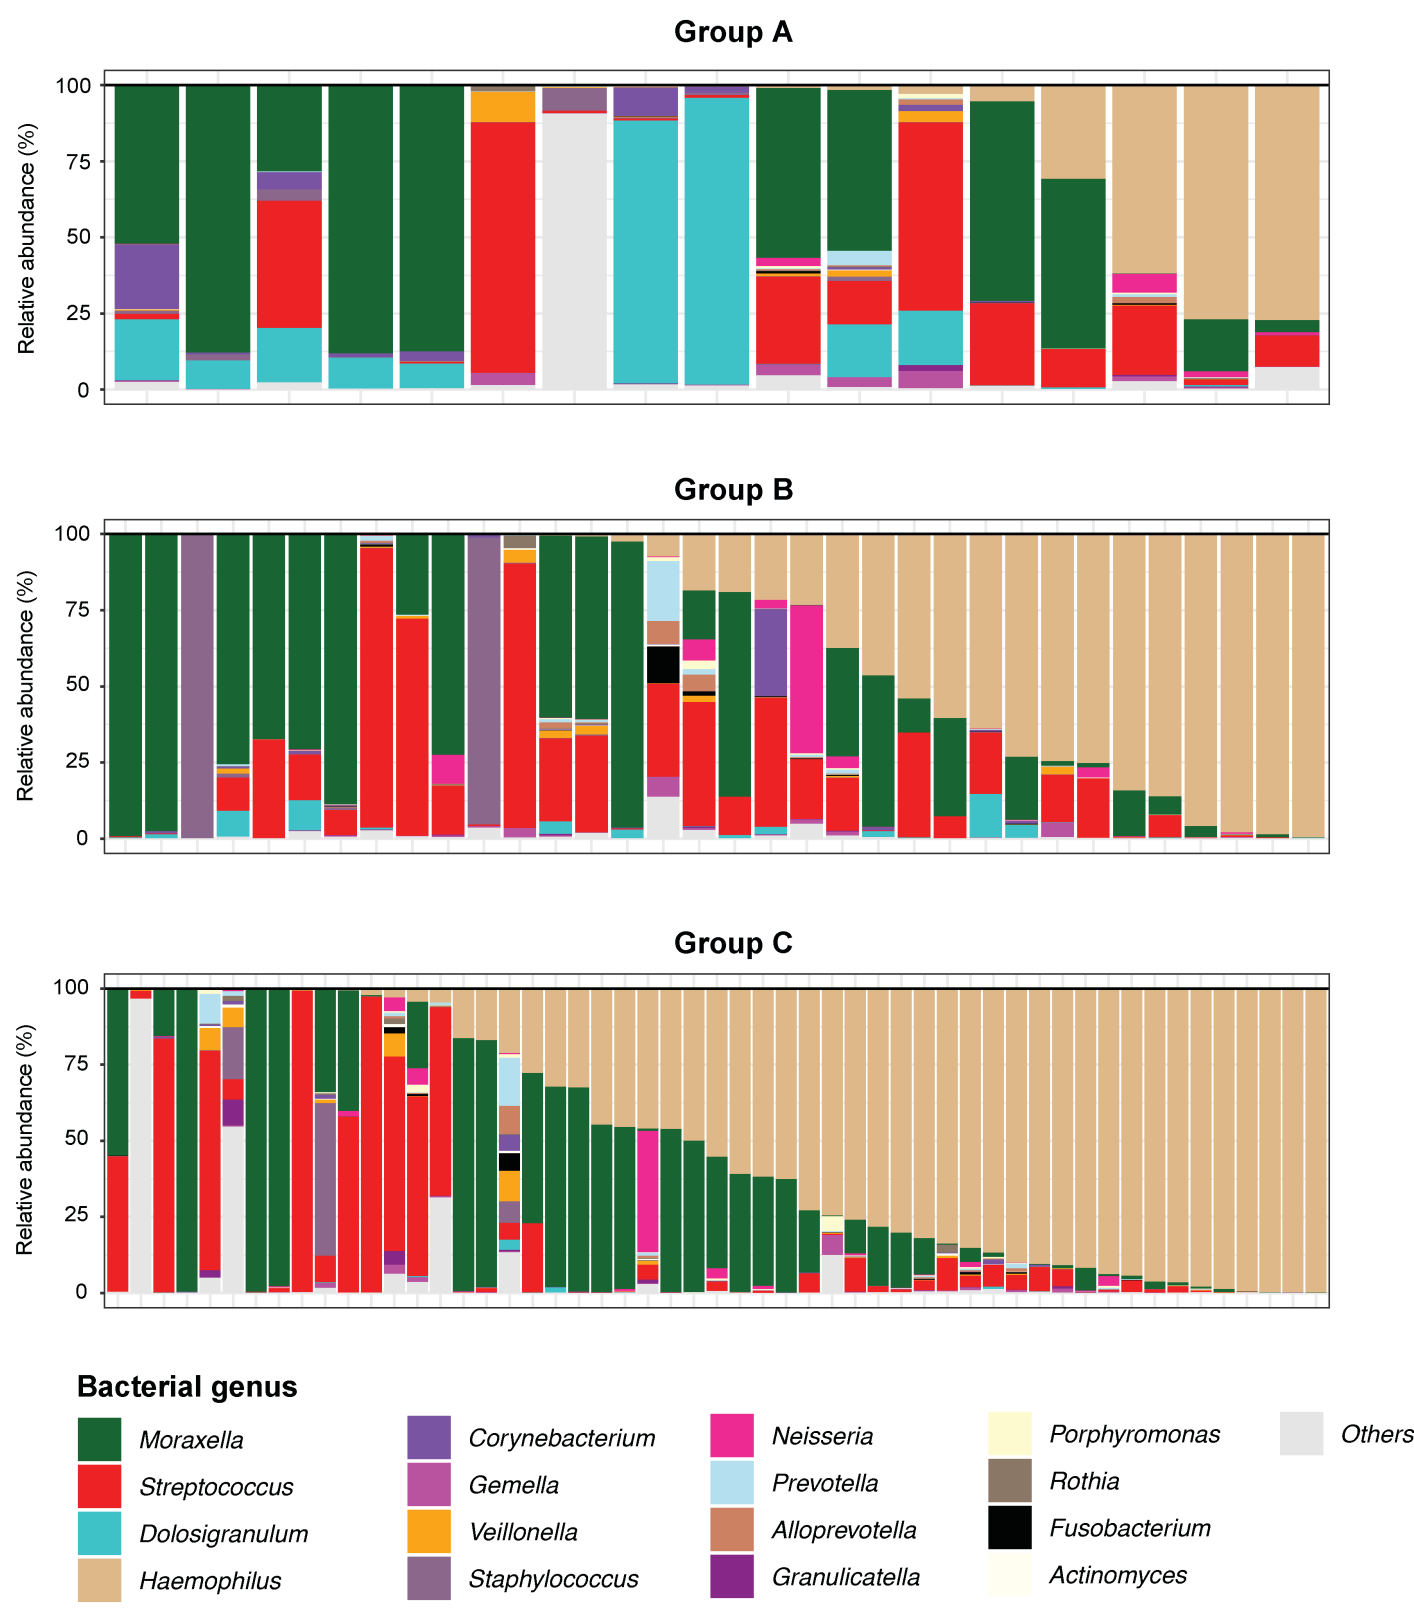 Group A
Relative abundance (%)
100
75
50
25
0
Group B
Relative abundance (%)
100
75
50
25
0
Group C
Relative abundance (%)
100
75
50
25
0
Bacterial genus
Moraxella
Streptococcus
Dolosigranulum
Haemophilus
Corynebacterium
Gemella
Veillonella
Staphylococcus
Neisseria
Prevotella
Alloprevotella
Granulicatella
Porphyromonas
Rothia
Fusobacterium
Actinomyces
Others